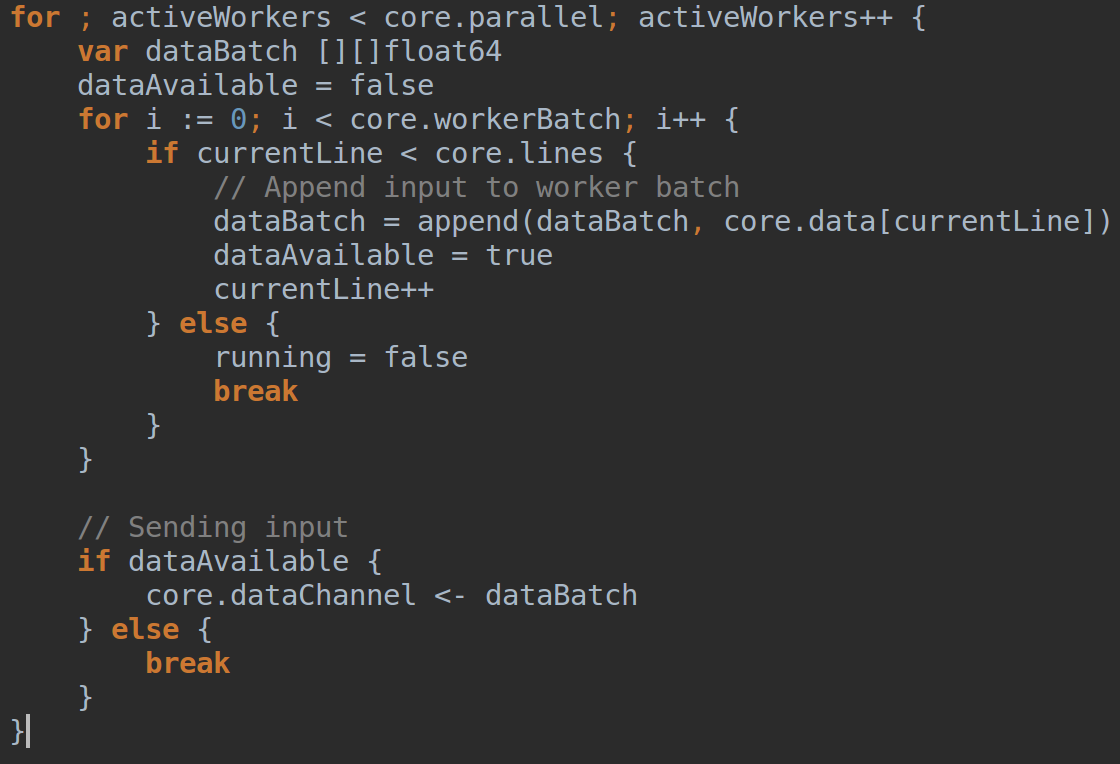 for ; activeWorkers < core.parallel; activeWorkers++ {
    var dataBatch [][]float64
    dataAvailable = false
    for i := 0; i < core.workerBatch; i++ {
        if currentLine < core.lines {
            // Append input to worker batch
            dataBatch = append(dataBatch, core.data[currentLine])
            dataAvailable = true
            currentLine++
        } else {
            running = false
            break
        }
    }

    // Sending input
    if dataAvailable {
        core.dataChannel <- dataBatch
    } else {
        break
    }
}